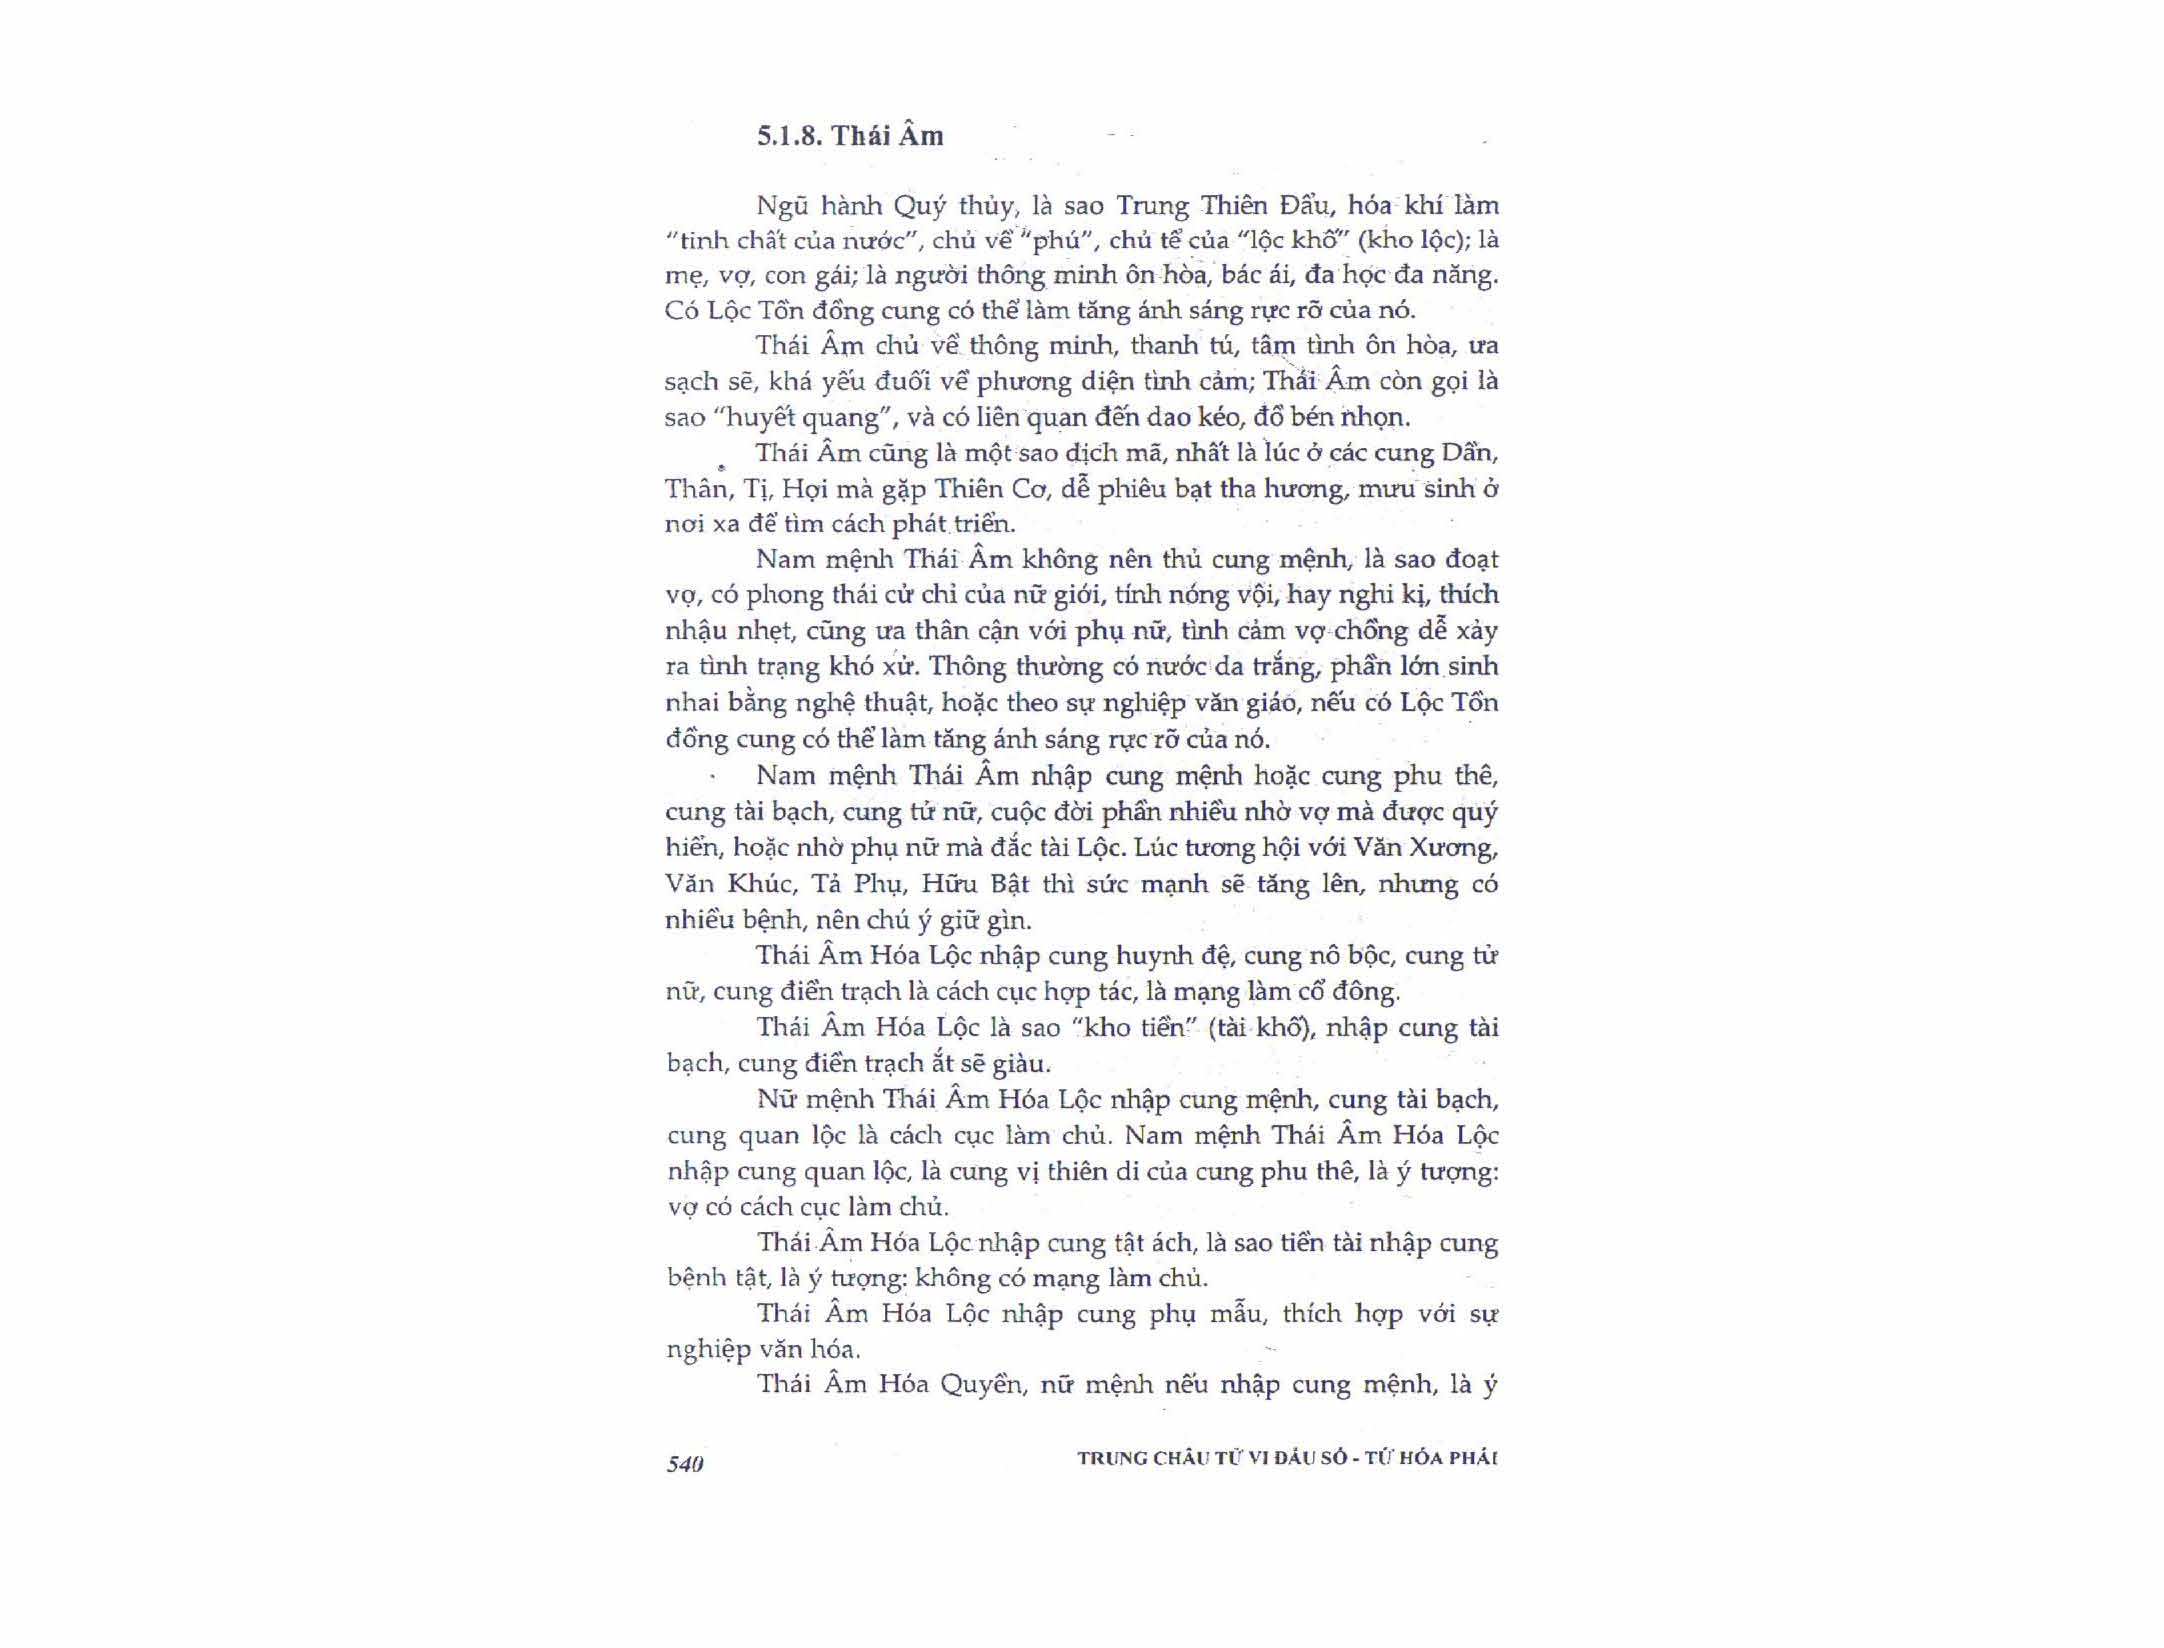 5.1.8. Thái Âm
Ngũ hành Quý thủy, là sao Trung Thiên Đẩu, hóa khí làm
"tinh chất của nước", chủ về "phú", chủ tể của "lộc khố" (kho lộc); là
mẹ, vợ, con gái; là người thông minh ôn hòa, bác ái, đa học đa năng.
Có Lộc Tồn đồng cung có thể làm tăng ánh sáng rực rỡ của nó.
Thái Âm chủ về thông minh, thanh tú, tâm tình ôn hòa, ưa
sạch sẽ, khá yếu đuối về phương diện tình cảm; Thái Âm còn gọi là
sao "huyết quang", và có liên quan đến dao kéo, đồ bén nhọn.
Thái Âm cũng là một sao dịch mã, nhất là lúc ở các cung Dần,
Thân, Tị, Hợi mà gặp Thiên Cơ, dễ phiêu bạt tha hương, mưu sinh ở
nơi xa để tìm cách phát triển.
Nam mệnh Thái Âm không nên thủ cung mệnh, là sao đoạt
vợ, có phong thái cử chỉ của nữ giới, tính nóng vội, hay nghi kị, thích
nhậu nhẹt, cũng ưa thân cận với phụ nữ, tình cảm vợ chồng dễ xảy
ra tình trạng khó xử. Thông thường có nước da trắng, phần lớn sinh
nhai bằng nghệ thuật, hoặc theo sự nghiệp văn giáo, nếu có Lộc Tồn
đồng cung có thể làm tăng ánh sáng rực rỡ của nó.
Nam mệnh Thái Âm nhập cung mệnh hoặc cung phu thê,
cung tài bạch, cung tử nữ, cuộc đời phần nhiều nhờ vợ mà được quý
hiển, hoặc nhờ phụ nữ mà đắc tài Lộc. Lúc tương hội với Văn Xương,
Văn Khúc, Tả Phụ, Hữu Bật thì sức mạnh sẽ tăng lên, nhưng có
nhiều bệnh, nên chú ý giữ gìn.
Thái Âm Hóa Lộc nhập cung huynh đệ, cung nô bộc, cung tử
nữ, cung điền trạch là cách cục hợp tác, là mạng làm cổ đông.
Thái Âm Hóa Lộc là sao "kho tiền" (tài khố), nhập cung tài
bạch, cung điền trạch ắt sẽ giàu.
Nữ mệnh Thái Âm Hóa Lộc nhập cung mệnh, cung tài bạch,
cung quan lộc là cách cục làm chủ. Nam mệnh Thái Âm Hóa Lộc
nhập cung quan lộc, là cung vị thiên di của cung phu thê, là ý tượng:
vợ có cách cục làm chủ.
Thái Âm Hóa Lộc nhập cung tật ách, là sao tiền tài nhập cung
bệnh tật, là ý tượng: không có mạng làm chủ.
Thái Âm Hóa Lộc nhập cung phụ mẫu, thích hợp với sự
nghiệp văn hóa.
Thái Âm Hóa Quyền, nữ mệnh nếu nhập cung mệnh, là ý
540 TRUNG CHÂU TỬ VI ĐẨU SỐ - TỨ HÓA PHÁI